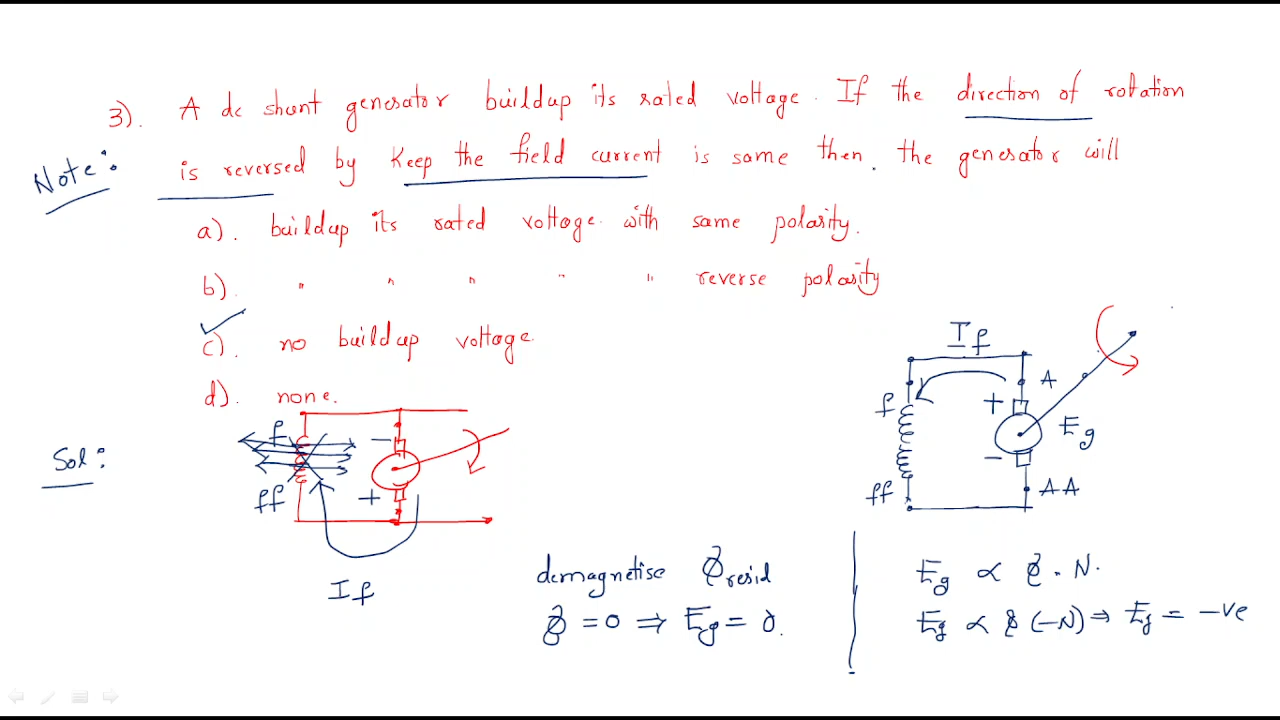 3). A dc shunt generator buildup its rated voltage. If the direction of rotation
Note:
is reversed by Keep the field current is same then. the generator will
a). buildup its rated voltage. with same polarity.
b). " " " " " reverse polarity
c). no buildup voltage.
d). none.
Sol:
f
ff
−
+
If
If
f
ff
+
−
A
AA
Eg
demagnetise φresid
φ = 0 ⇒ Eg = 0.
Eg ∝ φ . N.
Eg ∝ φ (-N) ⇒ Eg = -ve